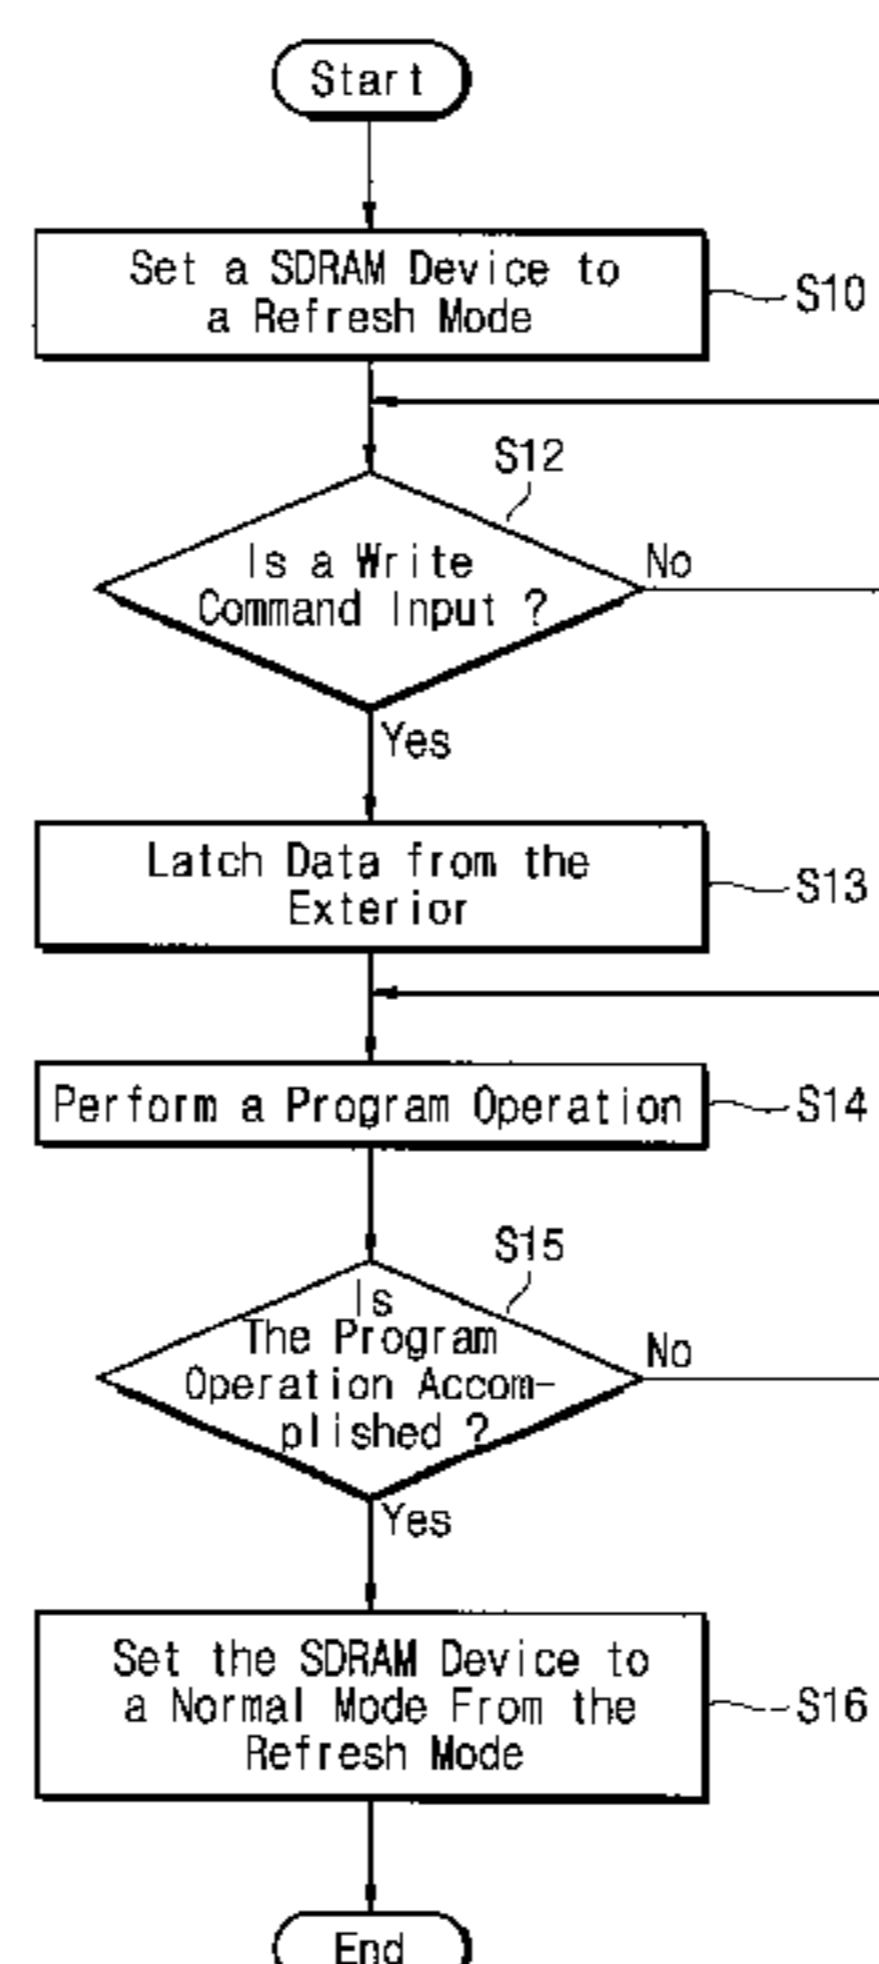 Start
Set a SDRAM Device to
a Refresh Mode
S10
S12
Is a Write
Command Input ?
No
Yes
Latch Data from the
Exterior
S13
Perform a Program Operation
S14
S15
Is
The Program
Operation Accom-
plished ?
No
Yes
Set the SDRAM Device to
a Normal Mode From the
Refresh Mode
S16
End